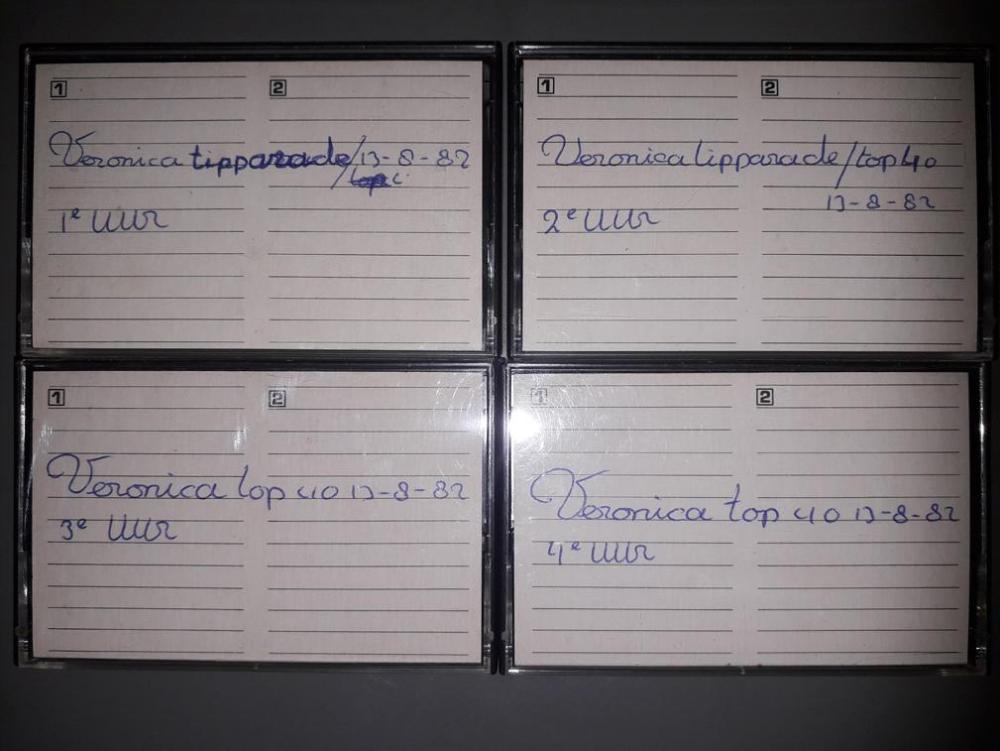 1 2
Veronica tipparade/13-8-82
1e UUR
1 2
Veronica tipparade/top 40
13-8-82
2e UUR
1 2
Veronica top 40 13-8-82
3e UUR
1 2
Veronica top 40 13-8-82
4e UUR